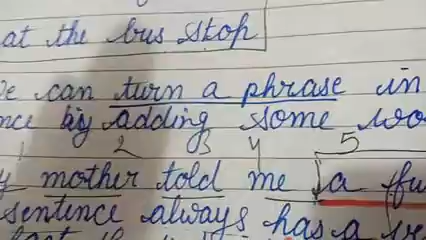 at the bus stop
can turn a phrase in
by adding some
1 2 3 4 5
mother told me a
sentence always has a